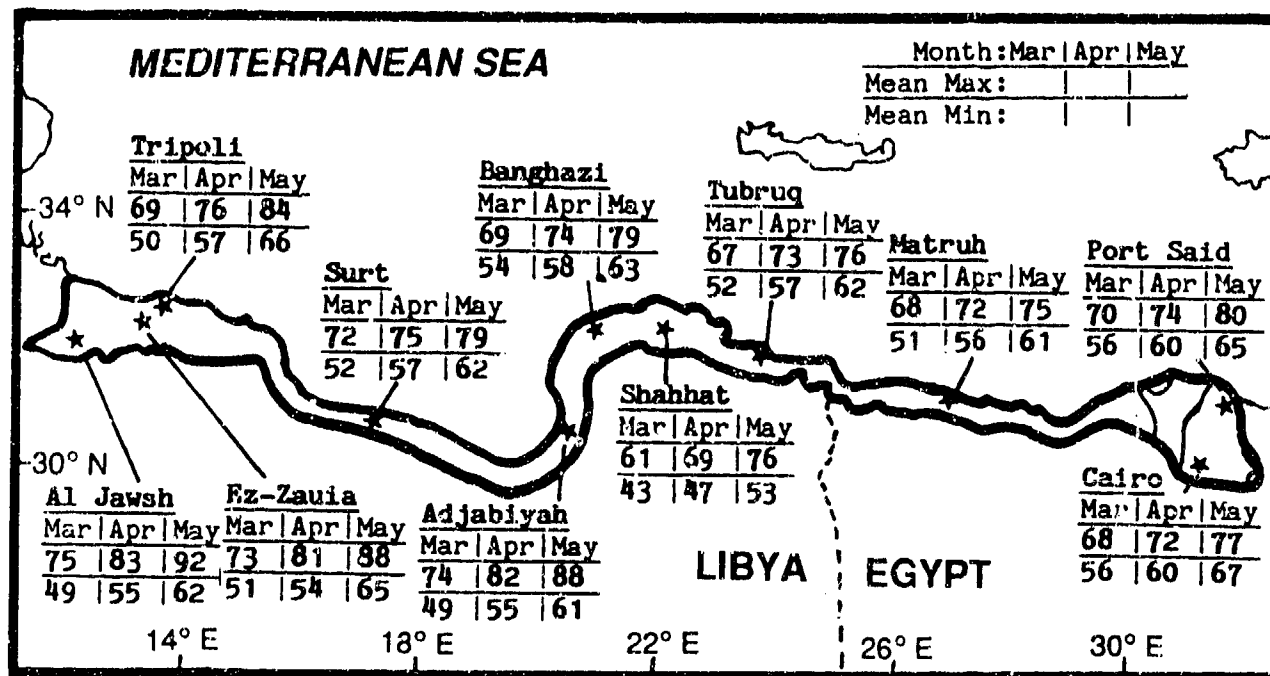 MEDITERRANEAN SEA
Month:Mar|Apr|May
Mean Max: | |
Mean Min: | |
Tripoli
Mar|Apr|May
69 |76 |84
50 |57 |66
Banghazi
Mar|Apr|May
69 |74 |79
54 |58 |63
Tubruq
Mar|Apr|May
67 |73 |76
52 |57 |62
Matruh
Mar|Apr|May
68 |72 |75
51 |56 |61
Port Said
Mar|Apr|May
70 |74 |80
56 |60 |65
34° N
Surt
Mar|Apr|May
72 |75 |79
52 |57 |62
Shahhat
Mar|Apr|May
61 |69 |76
43 |47 |53
30° N
Al Jawsh
Mar|Apr|May
75 |83 |92
49 |55 |62
Ez-Zauia
Mar|Apr|May
73 |81 |88
51 |54 |65
Adjabiyah
Mar|Apr|May
74 |82 |88
49 |55 |61
Cairo
Mar|Apr|May
68 |72 |77
56 |60 |67
LIBYA
EGYPT
14° E
18° E
22° E
26° E
30° E